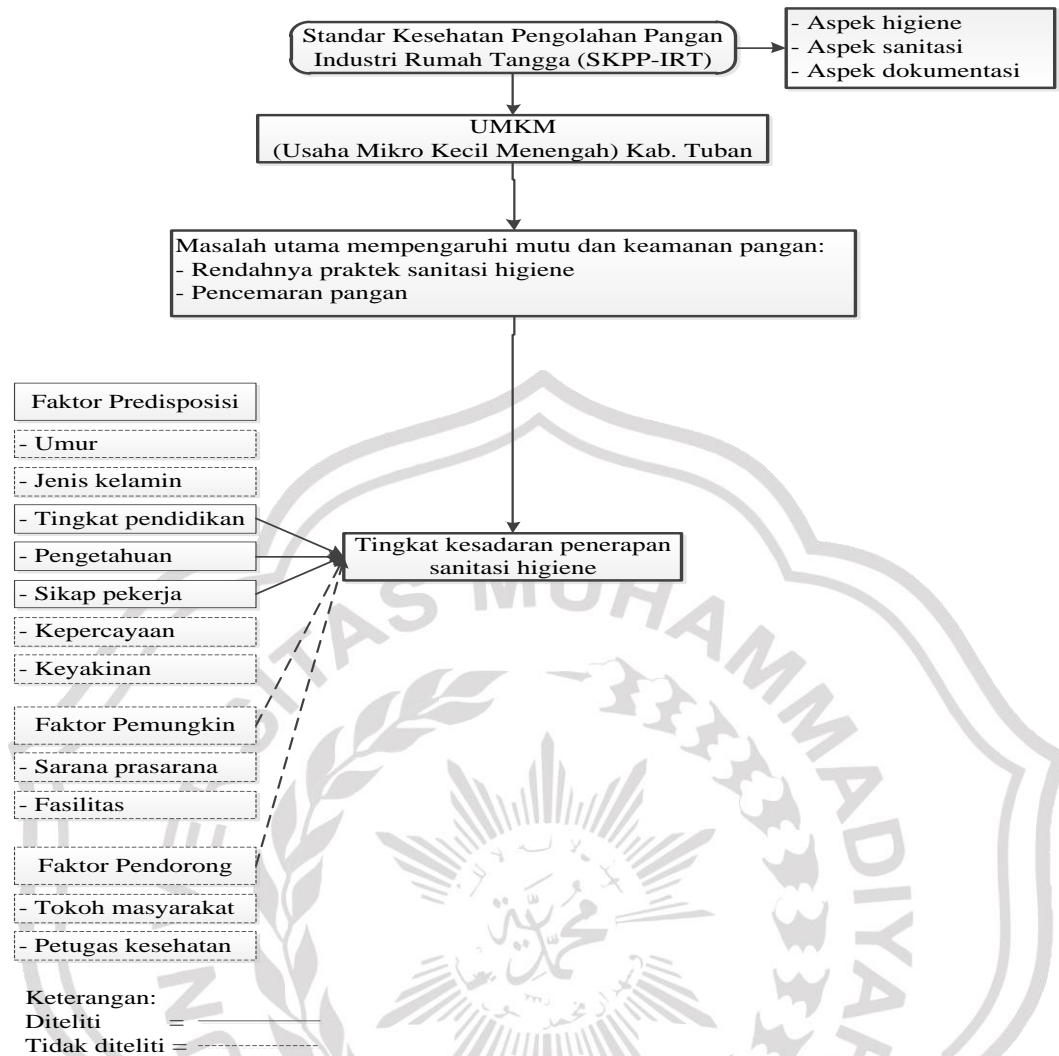 Standar Kesehatan Pengolahan Pangan
Industri Rumah Tangga (SKPP-IRT)
- Aspek higiene
- Aspek sanitasi
- Aspek dokumentasi
UMKM
(Usaha Mikro Kecil Menengah) Kab. Tuban
Masalah utama mempengaruhi mutu dan keamanan pangan:
- Rendahnya praktek sanitasi higiene
- Pencemaran pangan
Faktor Predisposisi
- Umur
- Jenis kelamin
- Tingkat pendidikan
- Pengetahuan
- Sikap pekerja
- Kepercayaan
- Keyakinan
Tingkat kesadaran penerapan
sanitasi higiene
Faktor Pemungkin
- Sarana prasarana
- Fasilitas
Faktor Pendorong
- Tokoh masyarakat
- Petugas kesehatan
Keterangan:
Diteliti =
Tidak diteliti =
SITAS MUHAMMADIYAH